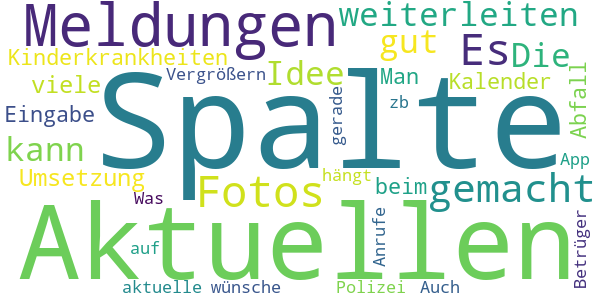 Meldungen
weiterleiten
gut
Es
Die
Kinderkrankheiten
viele
Vergrößern
Idee
Man
Kalender
Abfall
Eingabe
Spalte
gerade
zb
kann
App
Umsetzung
Was
Fotos
hängt
beim
gemacht
Aktuellen
auf
Anrufe
Betrüger
aktuelle
wünsche
Polizei
Auch